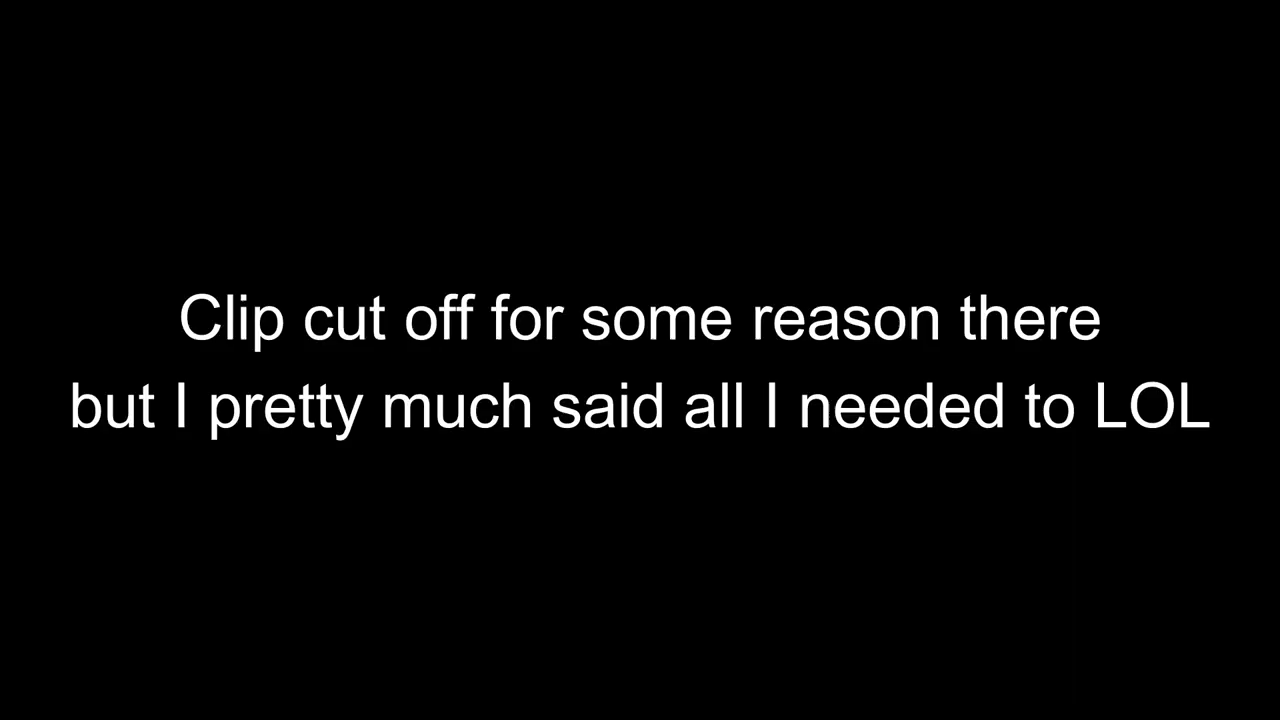 Clip cut off for some reason there
but I pretty much said all I needed to LOL